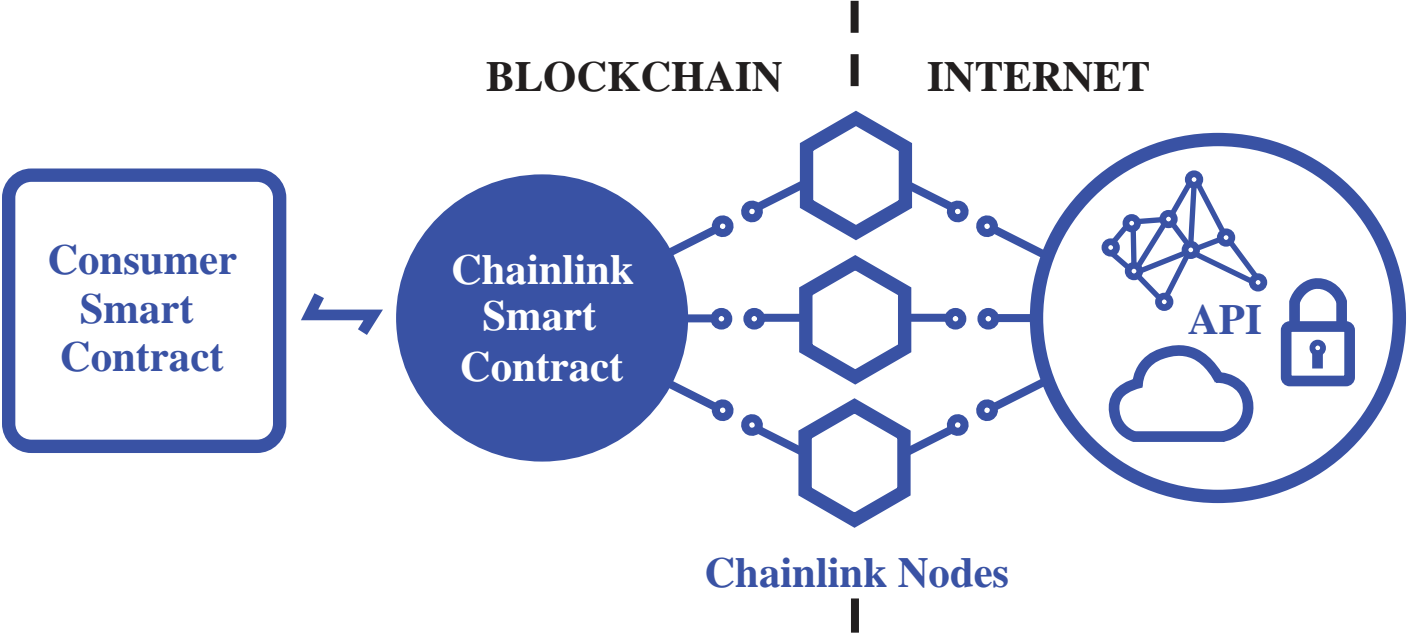 BLOCKCHAIN
INTERNET
Consumer
Smart
Contract
Chainlink
Smart
Contract
API
Chainlink Nodes